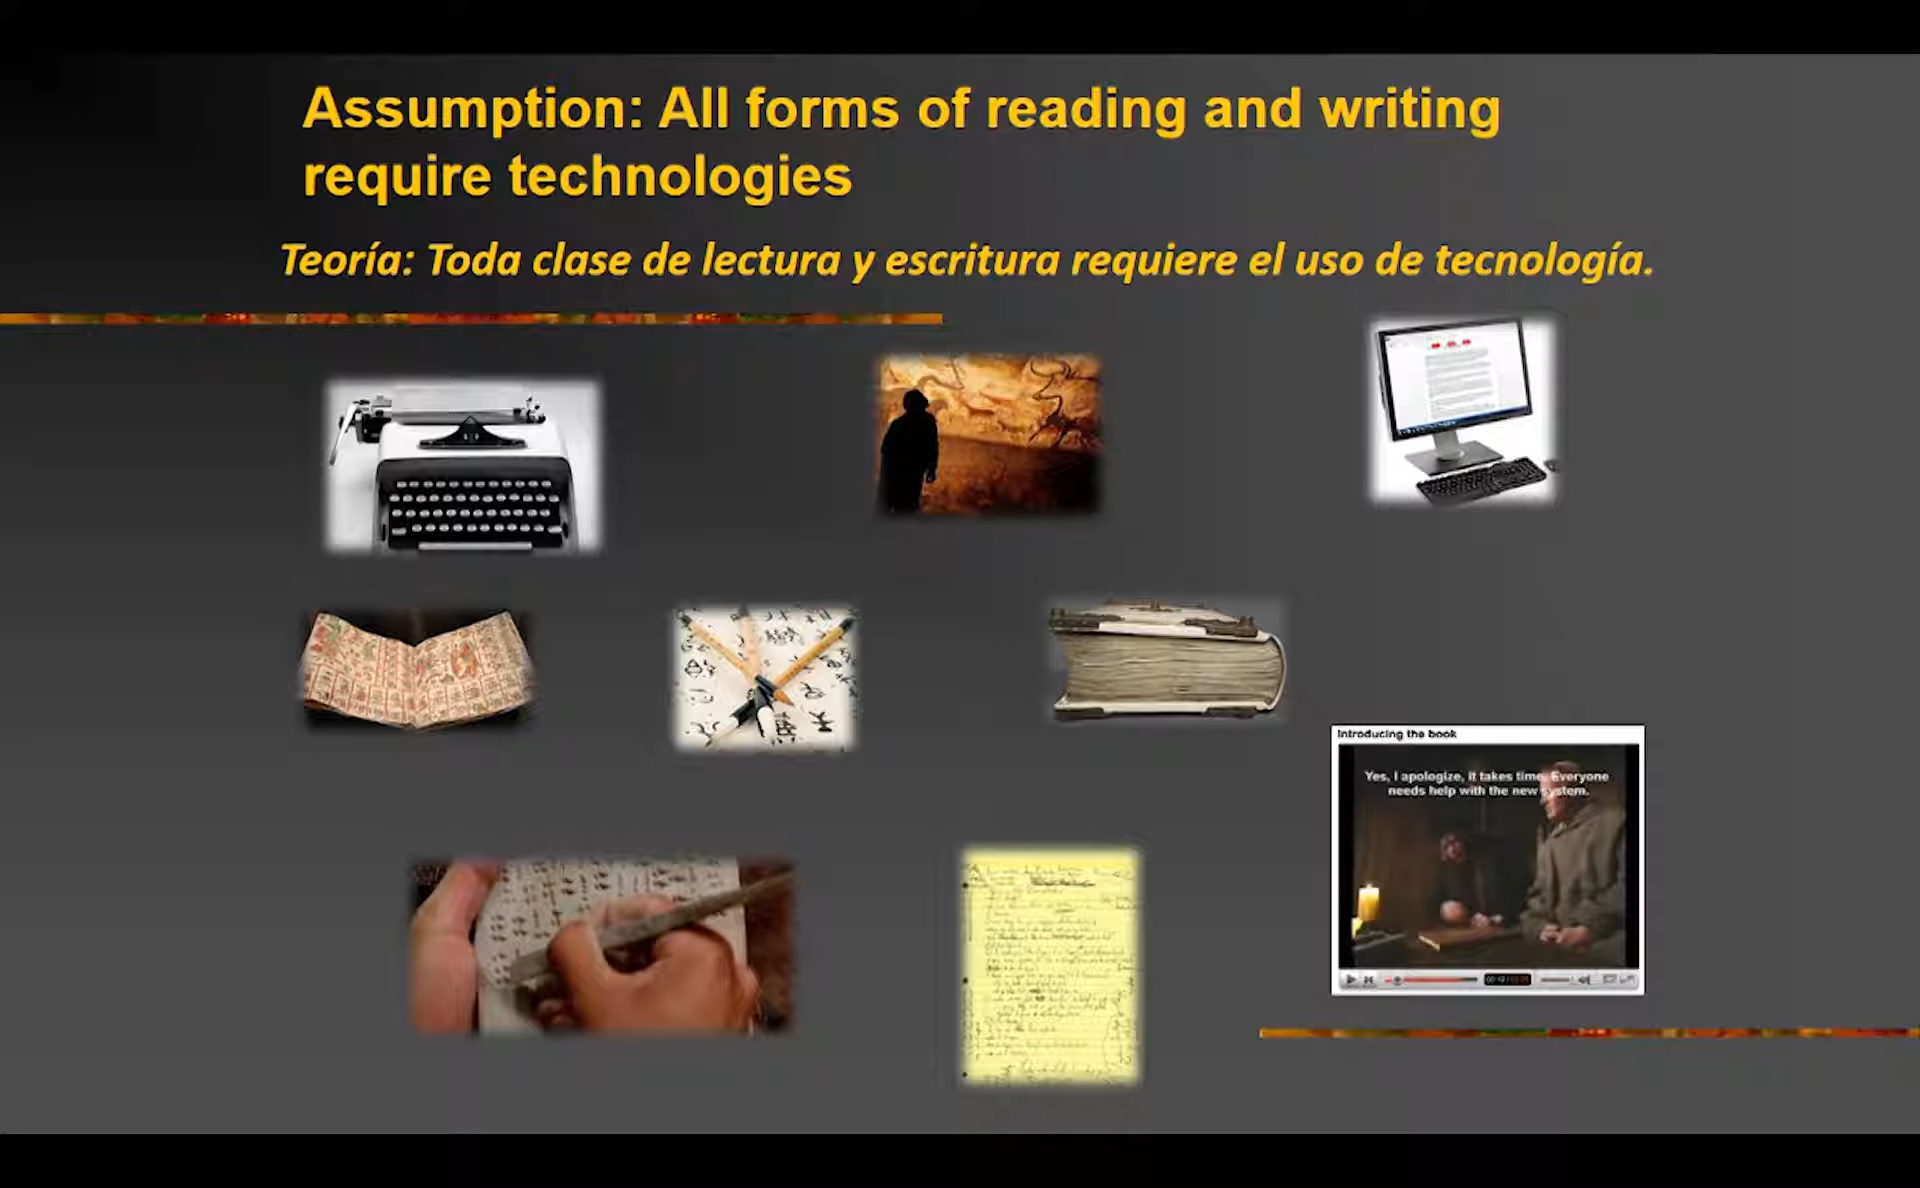 Assumption: All forms of reading and writing
require technologies
Teoría: Toda clase de lectura y escritura requiere el uso de tecnología.
Introducing the book
Yes, I apologize, it takes time. Everyone
needs help with the new system.